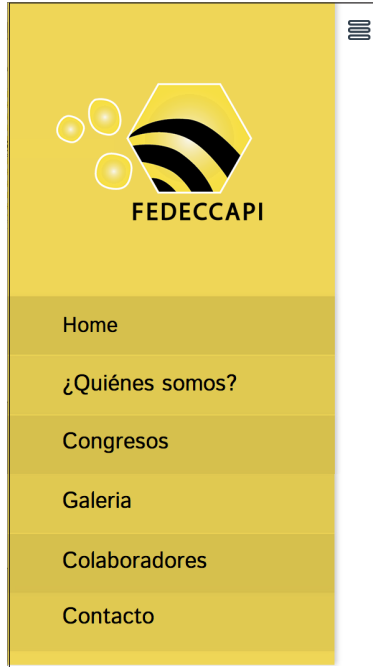 FEDECCAPI
Home
¿Quiénes somos?
Congresos
Galeria
Colaboradores
Contacto